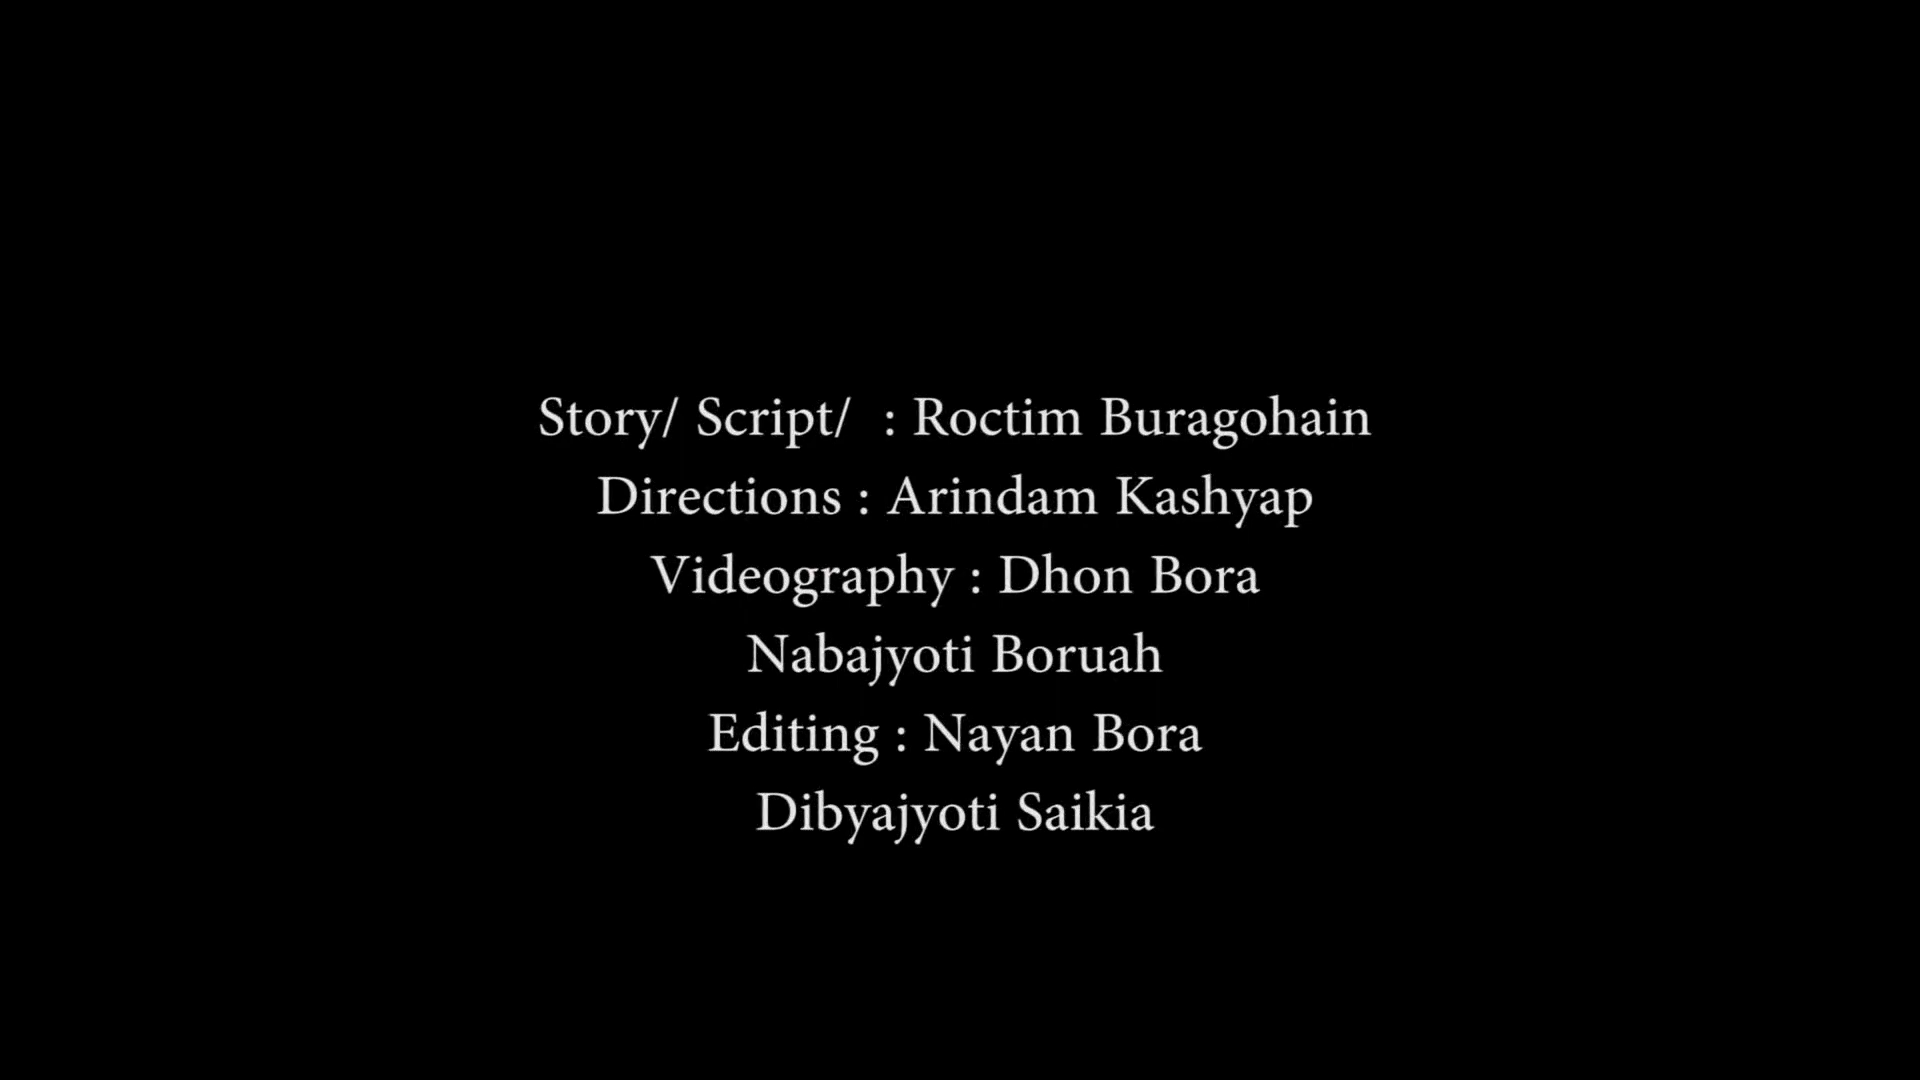 Story/ Script/  : Roctim Buragohain
Directions : Arindam Kashyap
Videography : Dhon Bora
Nabajyoti Boruah
Editing : Nayan Bora
Dibyajyoti Saikia